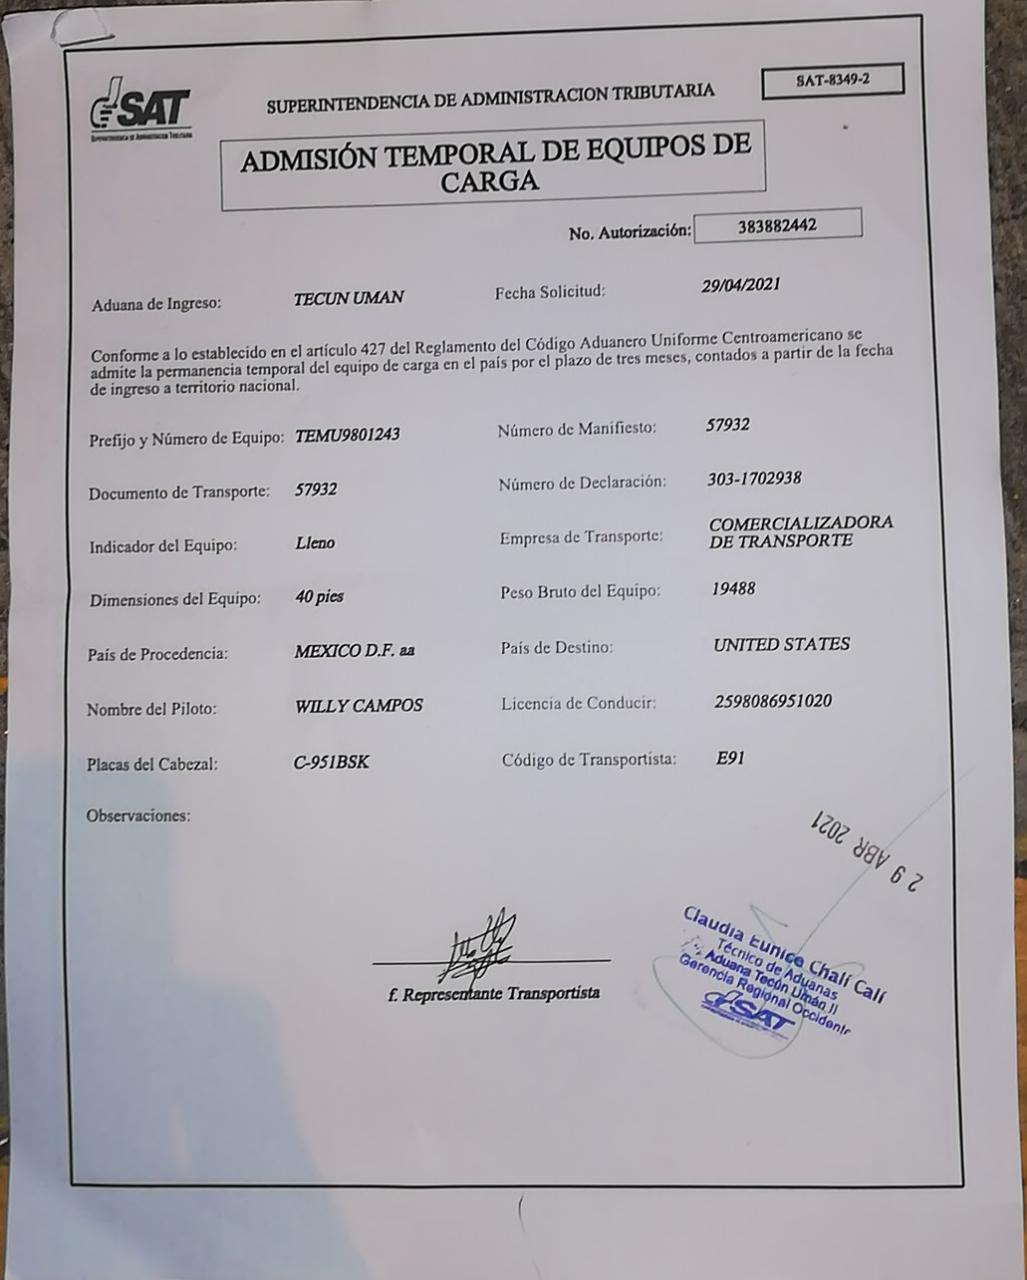 SAT
SUPERINTENDENCIA DE ADMINISTRACION TRIBUTARIA
SUPERINTENDENCIA DE ADMINISTRACION TRIBUTARIA
SAT-8349-2
ADMISIÓN TEMPORAL DE EQUIPOS DE
CARGA
No. Autorización: 383882442
Aduana de Ingreso: TECUN UMAN Fecha Solicitud: 29/04/2021
Conforme a lo establecido en el artículo 427 del Reglamento del Código Aduanero Uniforme Centroamericano se
admite la permanencia temporal del equipo de carga en el país por el plazo de tres meses, contados a partir de la fecha
de ingreso a territorio nacional.
Prefijo y Número de Equipo: TEMU9801243 Número de Manifiesto: 57932
Documento de Transporte: 57932 Número de Declaración: 303-1702938
Indicador del Equipo: Lleno Empresa de Transporte: COMERCIALIZADORA
DE TRANSPORTE
Dimensiones del Equipo: 40 pies Peso Bruto del Equipo: 19488
País de Procedencia: MEXICO D.F. aa País de Destino: UNITED STATES
Nombre del Piloto: WILLY CAMPOS Licencia de Conducir: 2598086951020
Placas del Cabezal: C-951BSK Código de Transportista: E91
Observaciones:
29 ABR 2021
Claudia Eunice Chalí Calí
Técnico de Aduanas
Aduana Tecún Umán II
Gerencia Regional Occidente
SAT
f. Representante Transportista